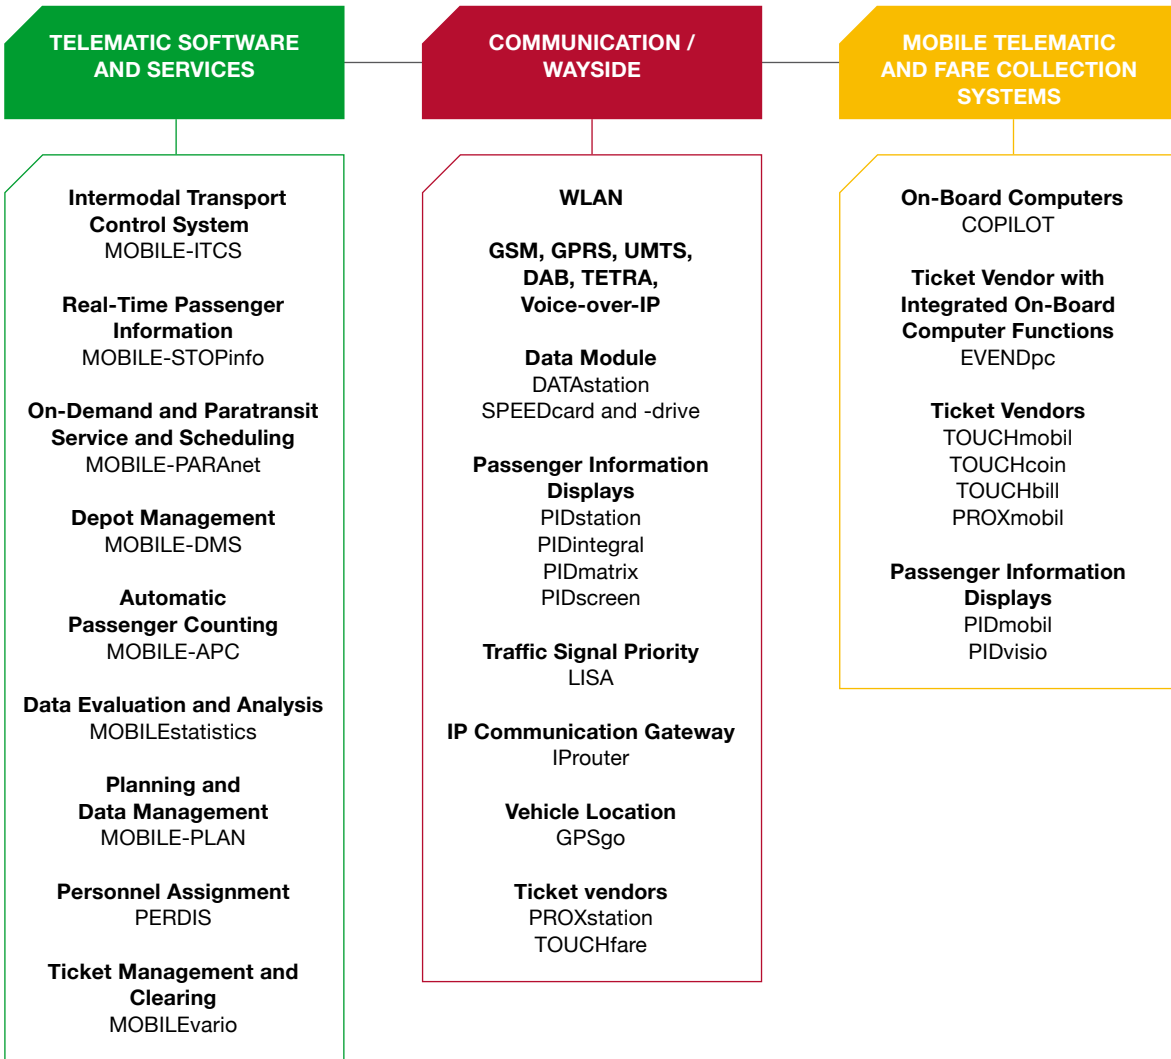 TELEMATIC SOFTWARE
AND SERVICES
Intermodal Transport
Control System
MOBILE-ITCS
Real-Time Passenger
Information
MOBILE-STOPinfo
On-Demand and Paratransit
Service and Scheduling
MOBILE-PARAnet
Depot Management
MOBILE-DMS
Automatic
Passenger Counting
MOBILE-APC
Data Evaluation and Analysis
MOBILEstatistics
Planning and
Data Management
MOBILE-PLAN
Personnel Assignment
PERDIS
Ticket Management and
Clearing
MOBILEvario
COMMUNICATION /
WAYSIDE
WLAN
GSM, GPRS, UMTS,
DAB, TETRA,
Voice-over-IP
Data Module
DATAstation
SPEEDcard and -drive
Passenger Information
Displays
PIDstation
PIDintegral
PIDmatrix
PIDscreen
Traffic Signal Priority
LISA
IP Communication Gateway
IProuter
Vehicle Location
GPSgo
Ticket vendors
PROXstation
TOUCHfare
MOBILE TELEMATIC
AND FARE COLLECTION
SYSTEMS
On-Board Computers
COPILOT
Ticket Vendor with
Integrated On-Board
Computer Functions
EVENDpc
Ticket Vendors
TOUCHmobil
TOUCHcoin
TOUCHbill
PROXmobil
Passenger Information
Displays
PIDmobil
PIDvisio